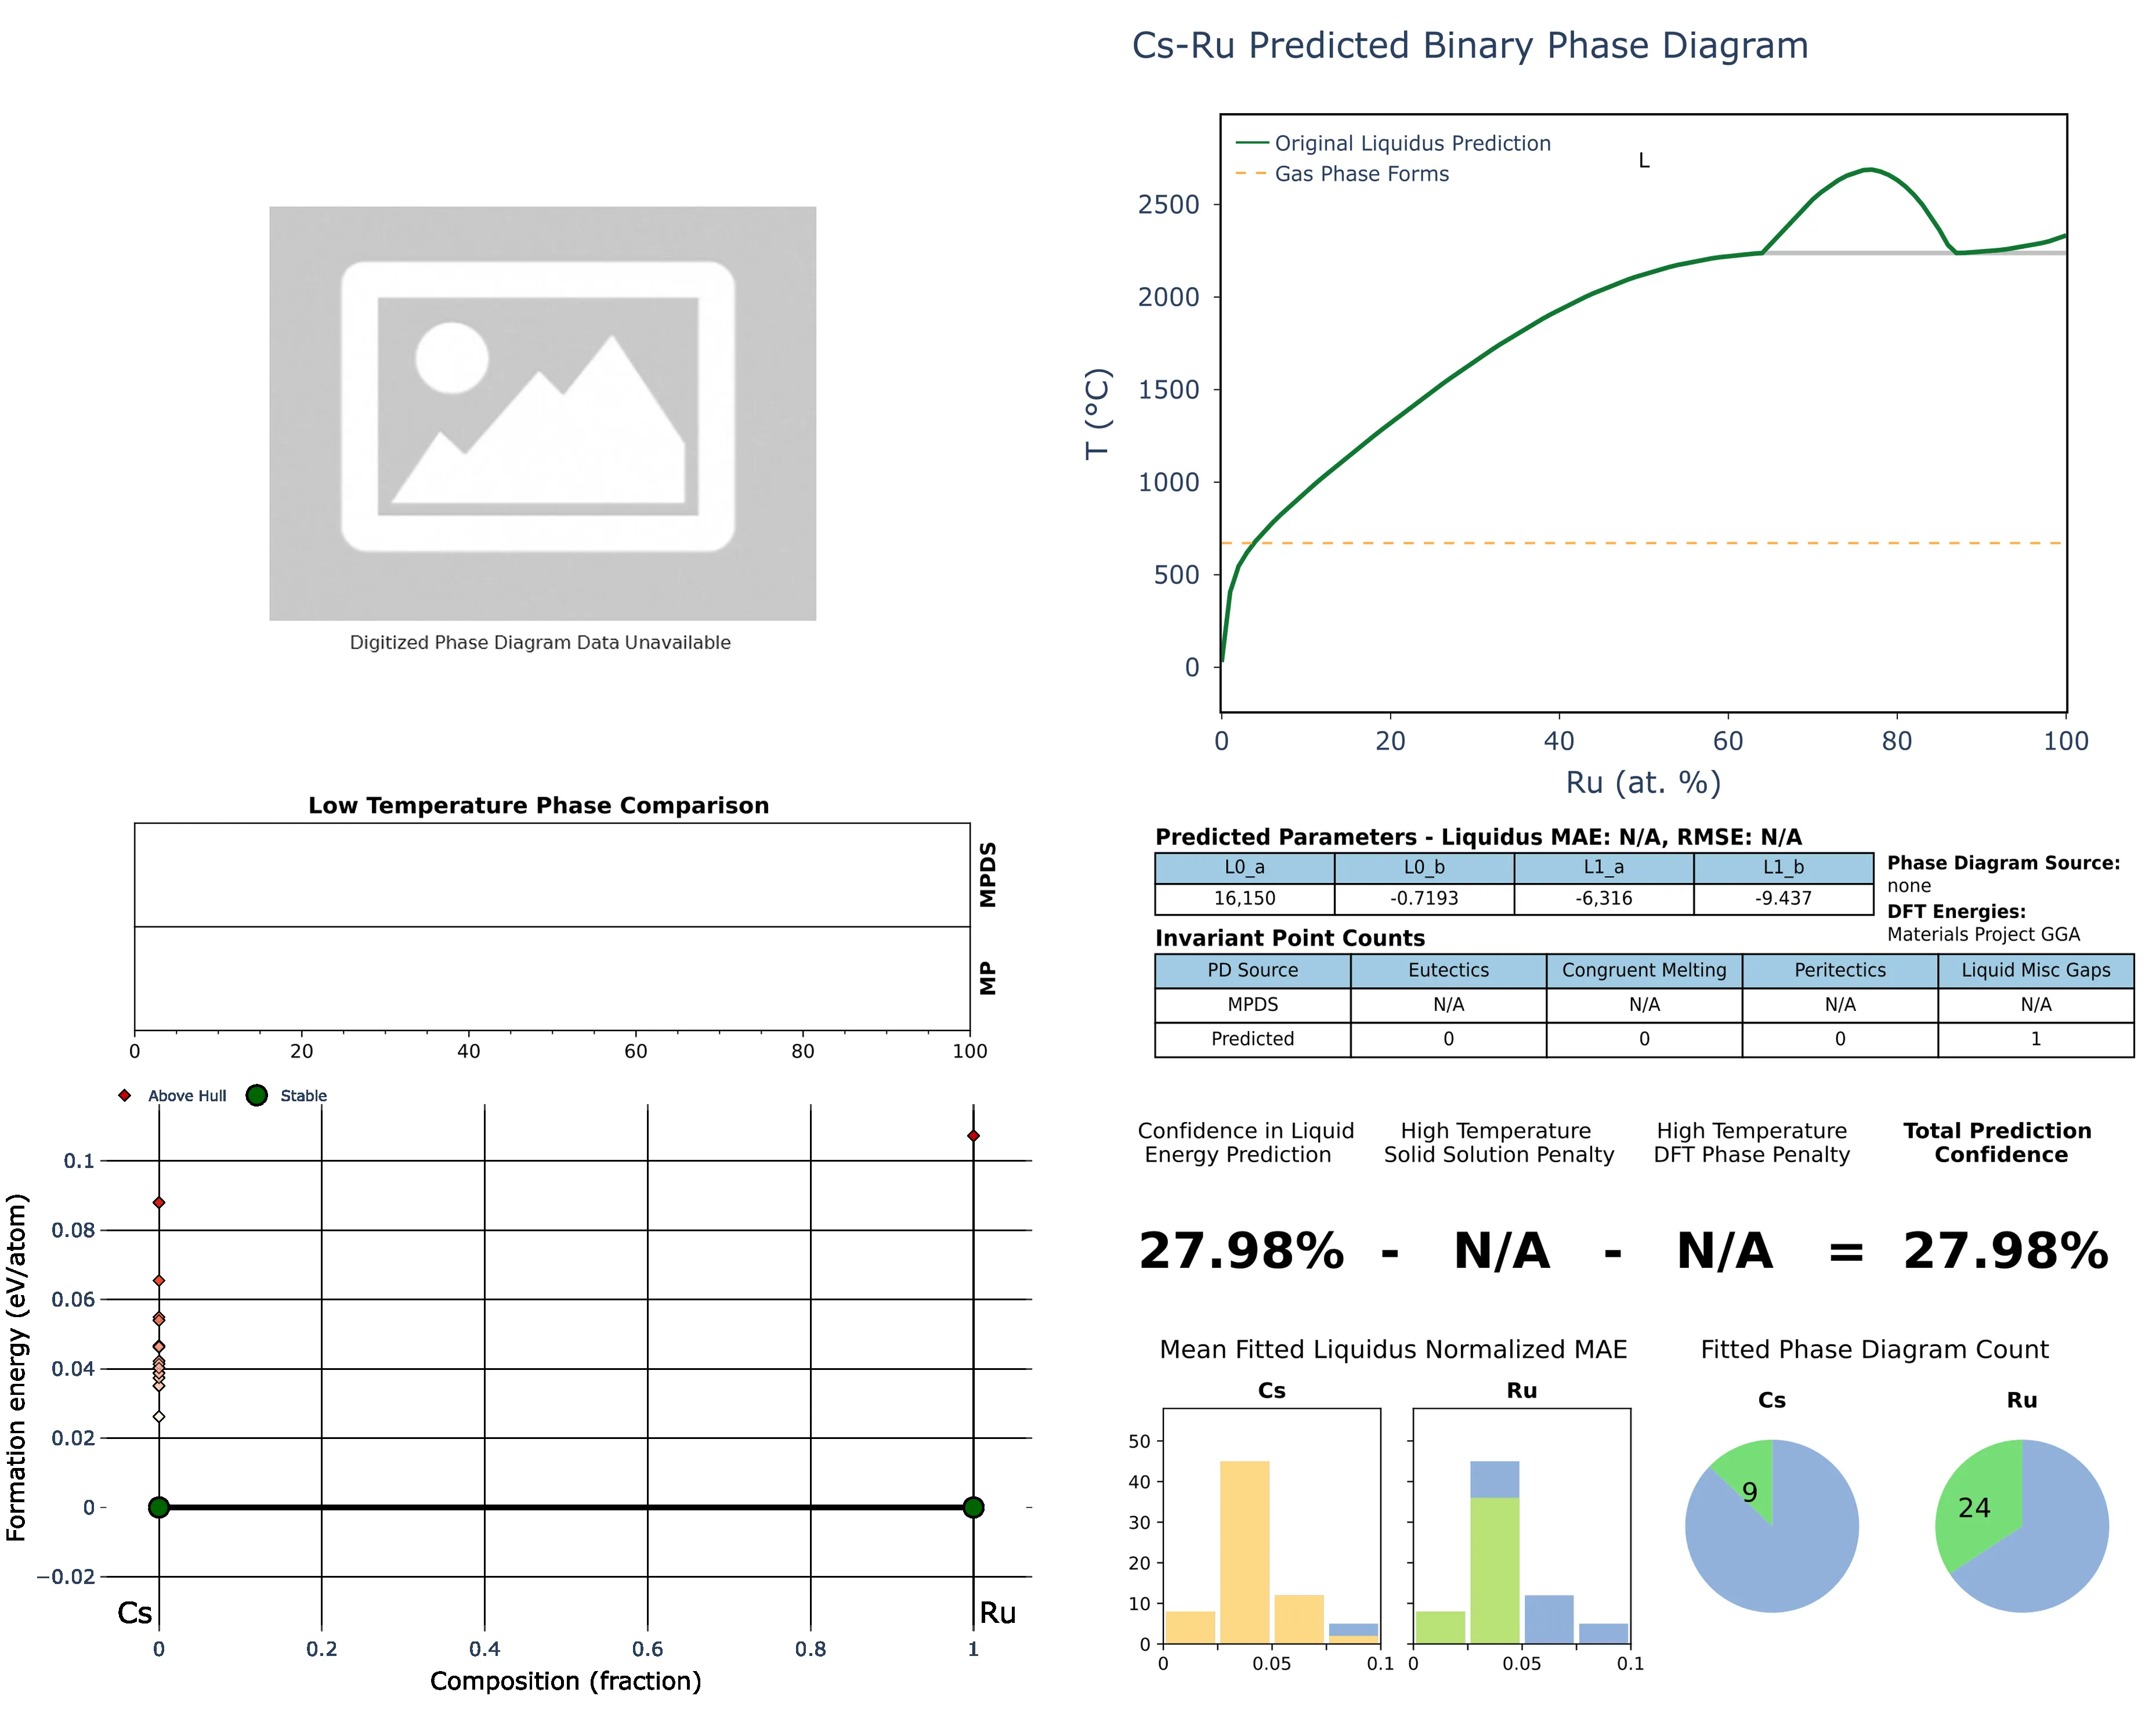 Cs-Ru Predicted Binary Phase Diagram
Original Liquidus Prediction
Gas Phase Forms
L
2500
2000
1500
1000
500
0
T (°C)
0 20 40 60 80 100
Ru (at. %)
Digitized Phase Diagram Data Unavailable
Low Temperature Phase Comparison
MPDS
MP
0 20 40 60 80 100
Predicted Parameters - Liquidus MAE: N/A, RMSE: N/A
L0_a L0_b L1_a L1_b
16,150 -0.7193 -6,316 -9.437
Phase Diagram Source:
none
DFT Energies:
Materials Project GGA
Invariant Point Counts
PD Source Eutectics Congruent Melting Peritectics Liquid Misc Gaps
MPDS N/A N/A N/A N/A
Predicted 0 0 0 1
Above Hull Stable
0.1
0.08
0.06
0.04
0.02
0
−0.02
Formation energy (eV/atom)
Cs Ru
0 0.2 0.4 0.6 0.8 1
Composition (fraction)
Confidence in Liquid
Energy Prediction
High Temperature
Solid Solution Penalty
High Temperature
DFT Phase Penalty
Total Prediction
Confidence
27.98% - N/A - N/A = 27.98%
Mean Fitted Liquidus Normalized MAE
Cs Ru
50
40
30
20
10
0
0 0.05 0.1 0 0.05 0.1
Fitted Phase Diagram Count
Cs Ru
9 24